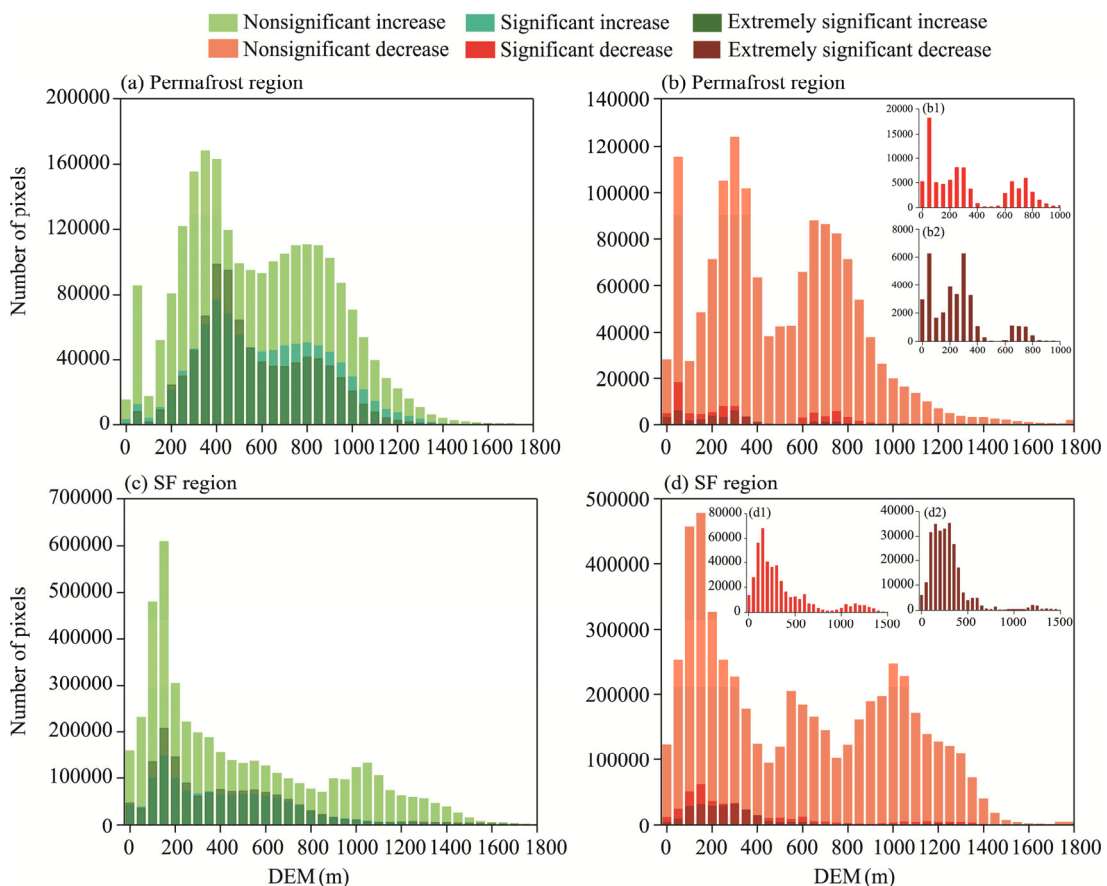 Nonsignificant increase Significant increase Extremely significant increase
Nonsignificant decrease Significant decrease Extremely significant decrease
(a) Permafrost region
200000
160000
120000
80000
40000
0
0 200 400 600 800 1000 1200 1400 1800
Number of pixels
(b) Permafrost region
140000
120000
100000
80000
60000
40000
20000
0
0 200 400 600 800 1000 1200 1400 1800
(b1)
20000
15000
10000
5000
0
0 200 400 600 800 1000
(b2)
8000
6000
4000
2000
0
0 200 400 600 800 1000
(c) SF region
700000
600000
500000
400000
300000
200000
100000
0
0 200 400 600 800 1000 1200 1400 1800
Number of pixels
DEM (m)
(d) SF region
500000
400000
300000
200000
100000
0
0 200 400 600 800 1000 1200 1400 1800
DEM (m)
(d1)
80000
60000
40000
20000
0
0 500 1000 1500
(d2)
40000
30000
20000
10000
0
0 500 1000 1500